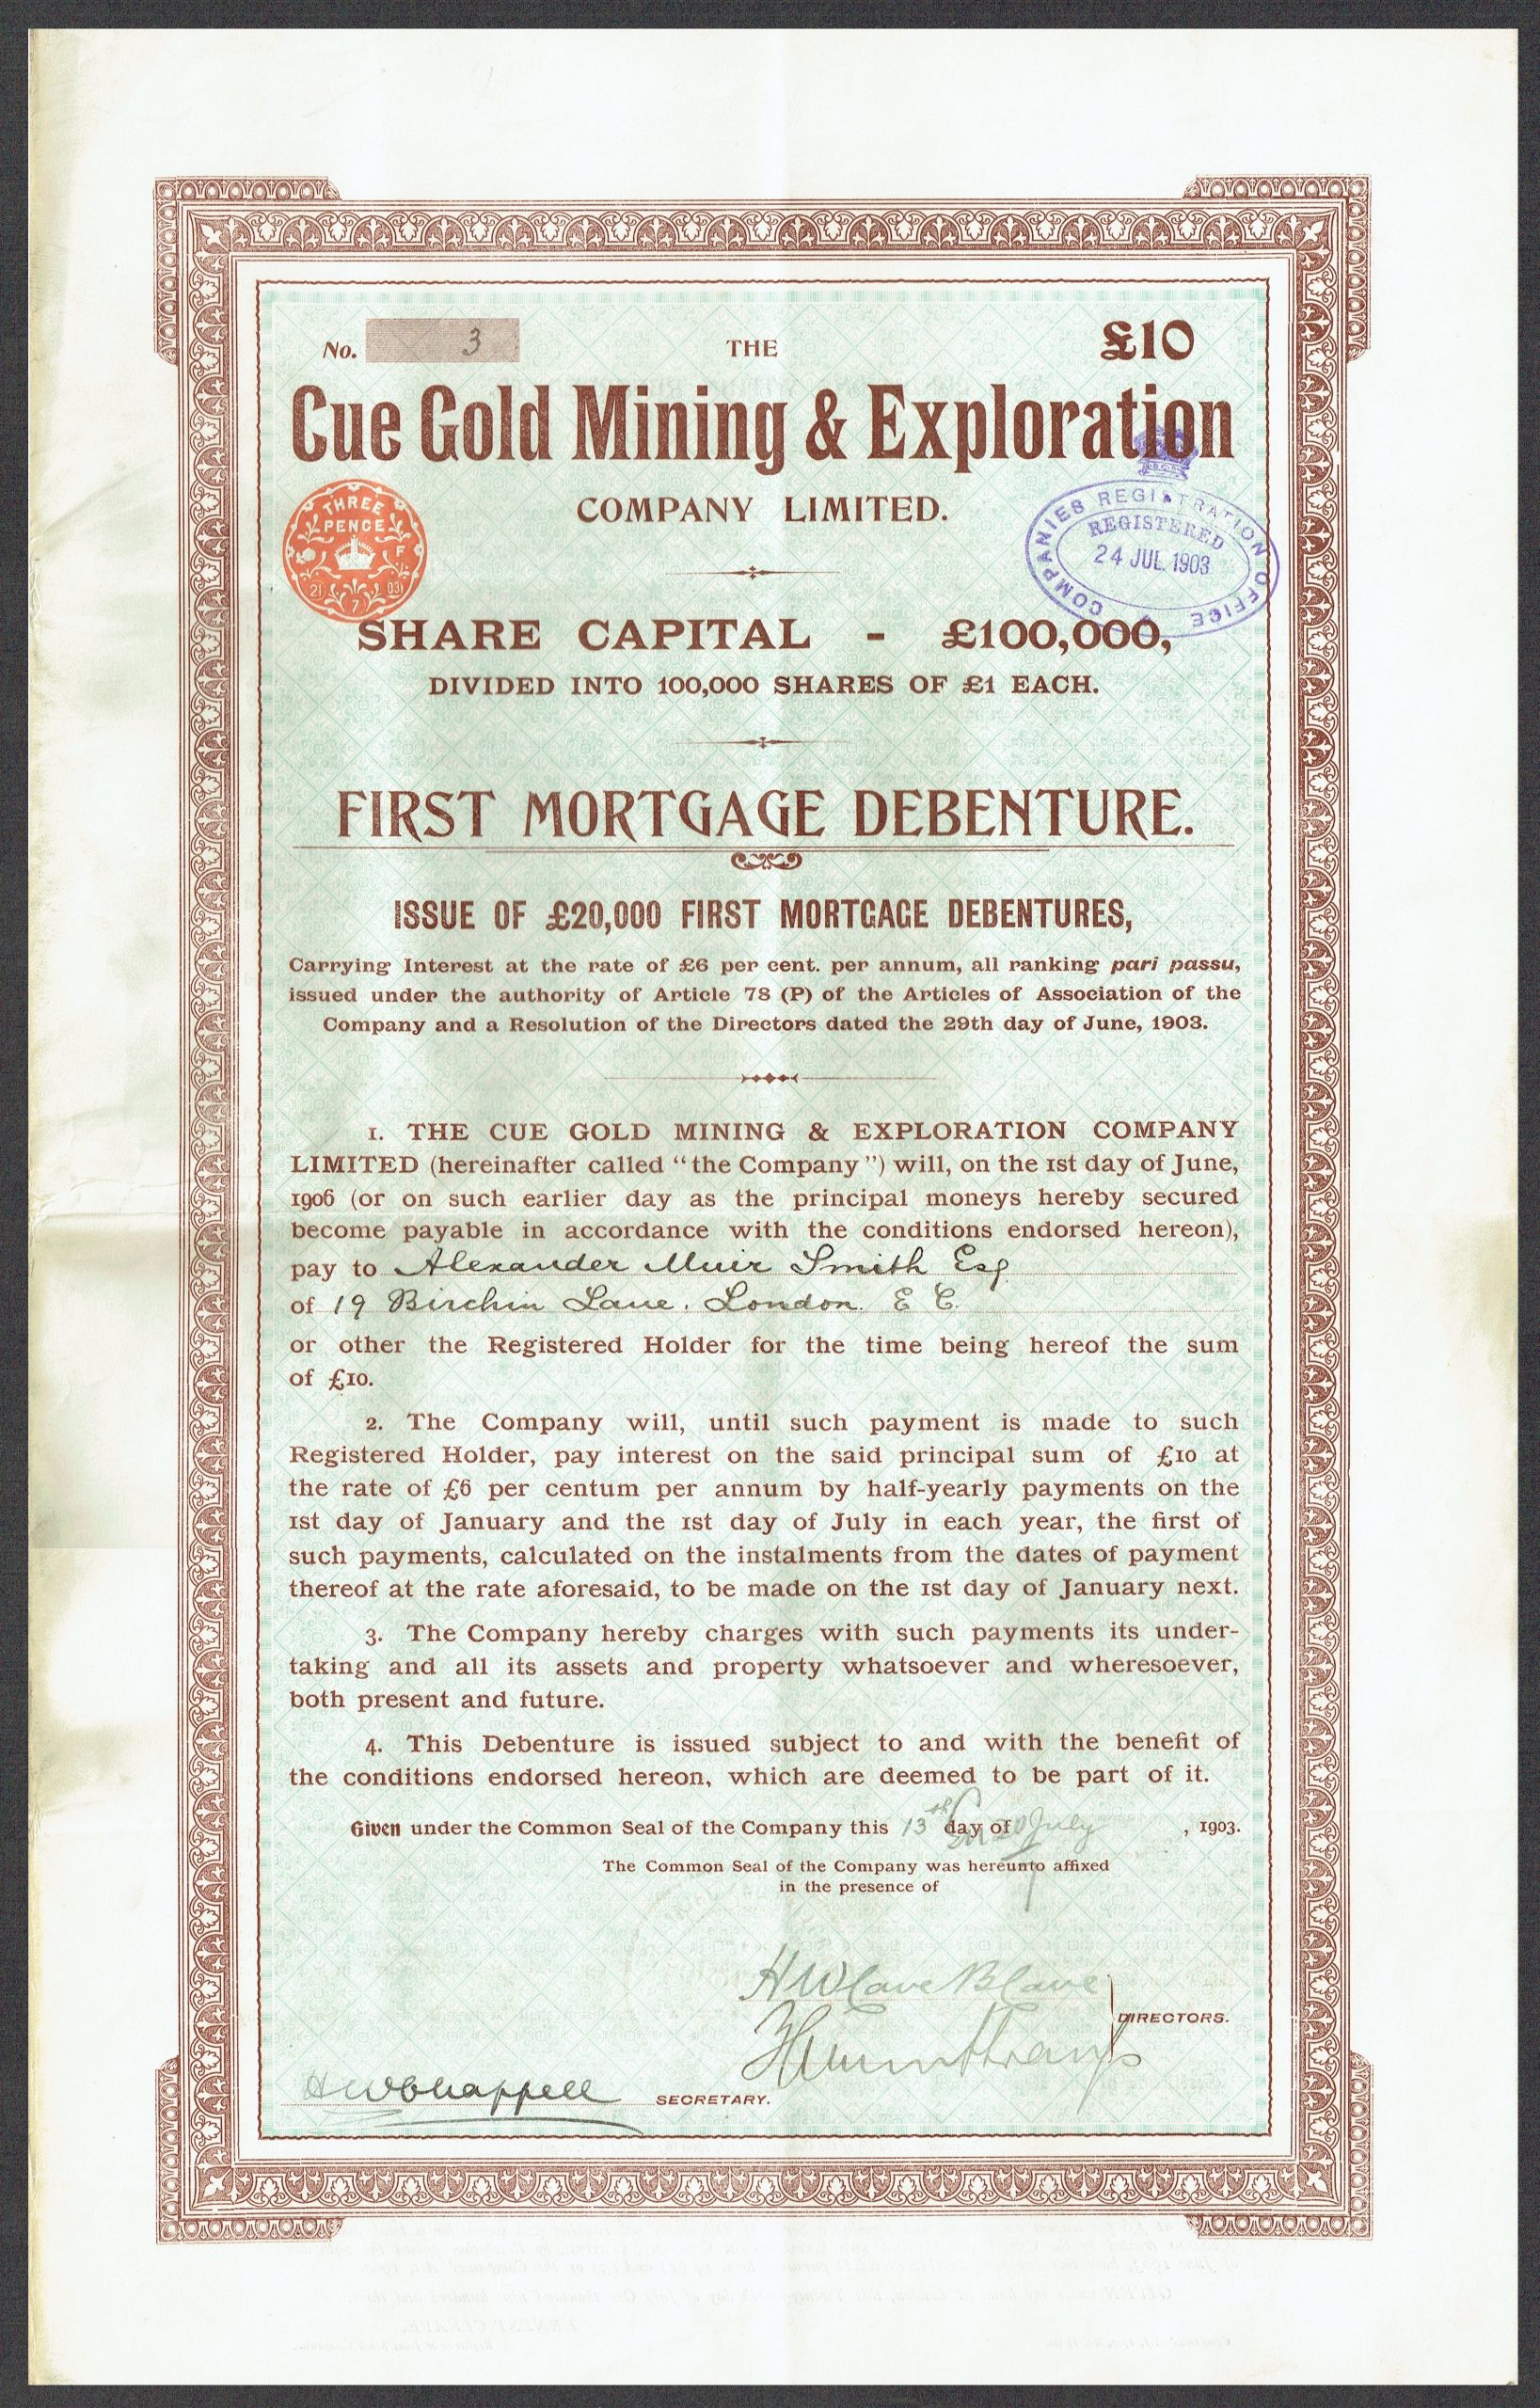 No. 3
THE
£10
Cue Gold Mining & Exploration
COMPANY LIMITED.
THREE
PENCE
F
21 7 03
COMPANIES REGISTRATION OFFICE
REGISTERED
24 JUL. 1903
SHARE CAPITAL - £100,000,
DIVIDED INTO 100,000 SHARES OF £1 EACH.
FIRST MORTGAGE DEBENTURE.
ISSUE OF £20,000 FIRST MORTGAGE DEBENTURES,
Carrying Interest at the rate of £6 per cent. per annum, all ranking pari passu,
issued under the authority of Article 78 (P) of the Articles of Association of the
Company and a Resolution of the Directors dated the 29th day of June, 1903.
1. THE CUE GOLD MINING & EXPLORATION COMPANY
LIMITED (hereinafter called “the Company”) will, on the 1st day of June,
1906 (or on such earlier day as the principal moneys hereby secured
become payable in accordance with the conditions endorsed hereon),
pay to Alexander Muir Smith Esq
of 19 Birchin Lane. London. E C.
or other the Registered Holder for the time being hereof the sum
of £10.
2. The Company will, until such payment is made to such
Registered Holder, pay interest on the said principal sum of £10 at
the rate of £6 per centum per annum by half-yearly payments on the
1st day of January and the 1st day of July in each year, the first of
such payments, calculated on the instalments from the dates of payment
thereof at the rate aforesaid, to be made on the 1st day of January next.
3. The Company hereby charges with such payments its under-
taking and all its assets and property whatsoever and wheresoever,
both present and future.
4. This Debenture is issued subject to and with the benefit of
the conditions endorsed hereon, which are deemed to be part of it.
Given under the Common Seal of the Company this 13th day of July , 1903.
The Common Seal of the Company was hereunto affixed
in the presence of
DIRECTORS.
SECRETARY.